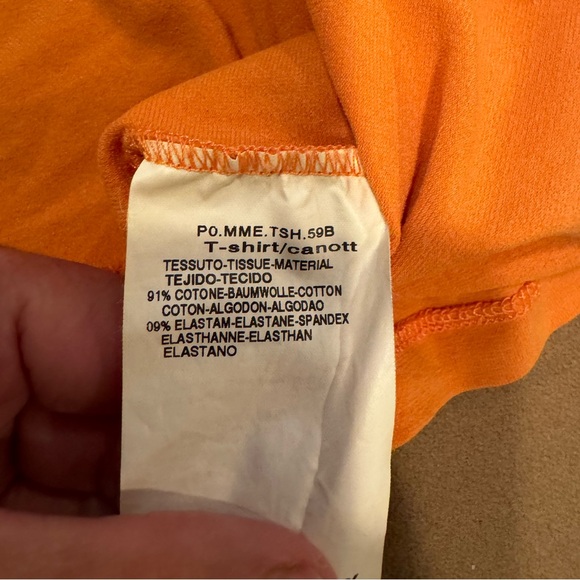 P0.MME.TSH.59B
T-shirt/canott
TESSUTO-TISSUE-MATERIAL
TEJIDO-TECIDO
91% COTONE-BAUMWOLLE-COTTON
COTON-ALGODON-ALGODAO
09% ELASTAM-ELASTANE-SPANDEX
ELASTHANNE-ELASTHAN
ELASTANO